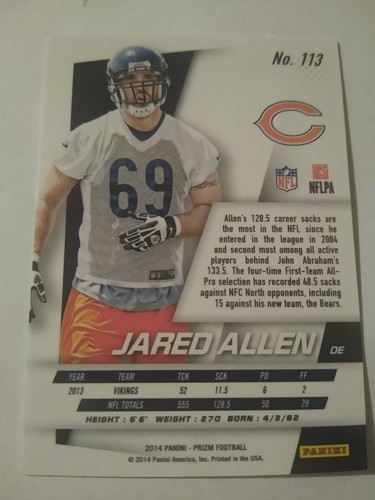 No. 113
69
C
NFL
NFLPA
Allen's 128.5 career sacks are
the most in the NFL since he
entered in the league in 2004
and second most among all active
players behind John Abraham's
133.5. The four-time First-Team All-
Pro selection has recorded 48.5 sacks
against NFC North opponents, including
15 against his new team, the Bears.
JARED ALLEN DE
YEAR TEAM TCK SCK PD FF
2013 VIKINGS 52 11.5 6 2
NFL TOTALS 555 128.5 50 29
HEIGHT: 6'6" WEIGHT: 270 BORN: 4/3/82
2014 PANINI - PRIZM FOOTBALL
© 2014 Panini America, Inc. Printed in the USA.
PANINI